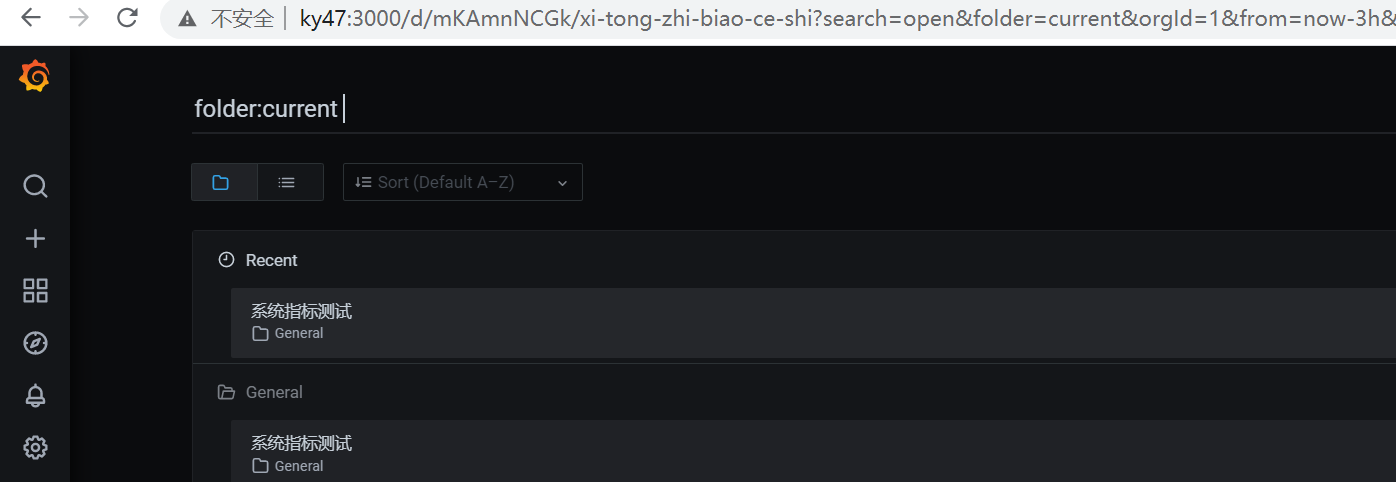 不安全 ky47:3000/d/mKAmnNCGk/xi-tong-zhi-biao-ce-shi?search=open&folder=current&orgId=1&from=now-3h&
folder:current
Sort (Default A–Z)
Recent
系统指标测试
General
General
系统指标测试
General